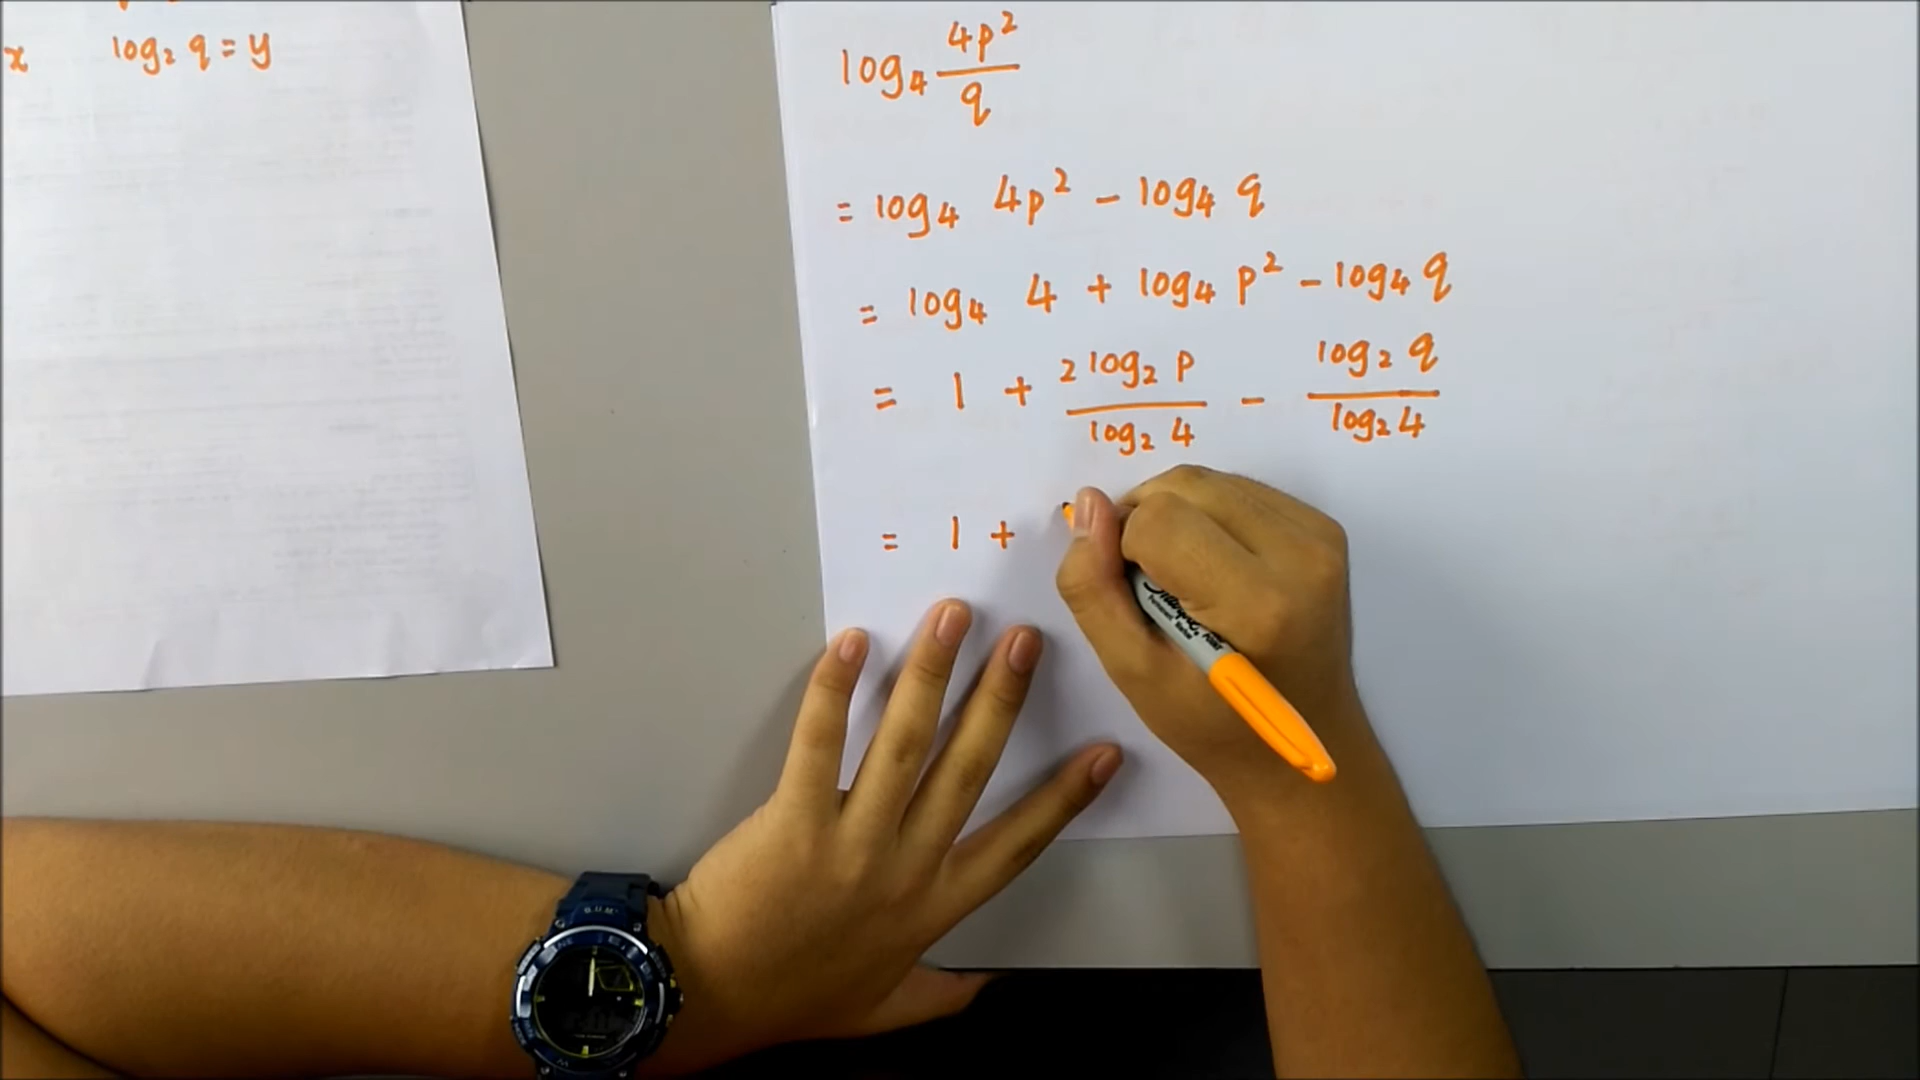 x log₂ q = y
log₄ 4p²/q
= log₄ 4p² - log₄ q
= log₄ 4 + log₄ p² - log₄ q
= 1 + 2 log₂ p / log₂ 4 - log₂ q / log₂ 4
= 1 +